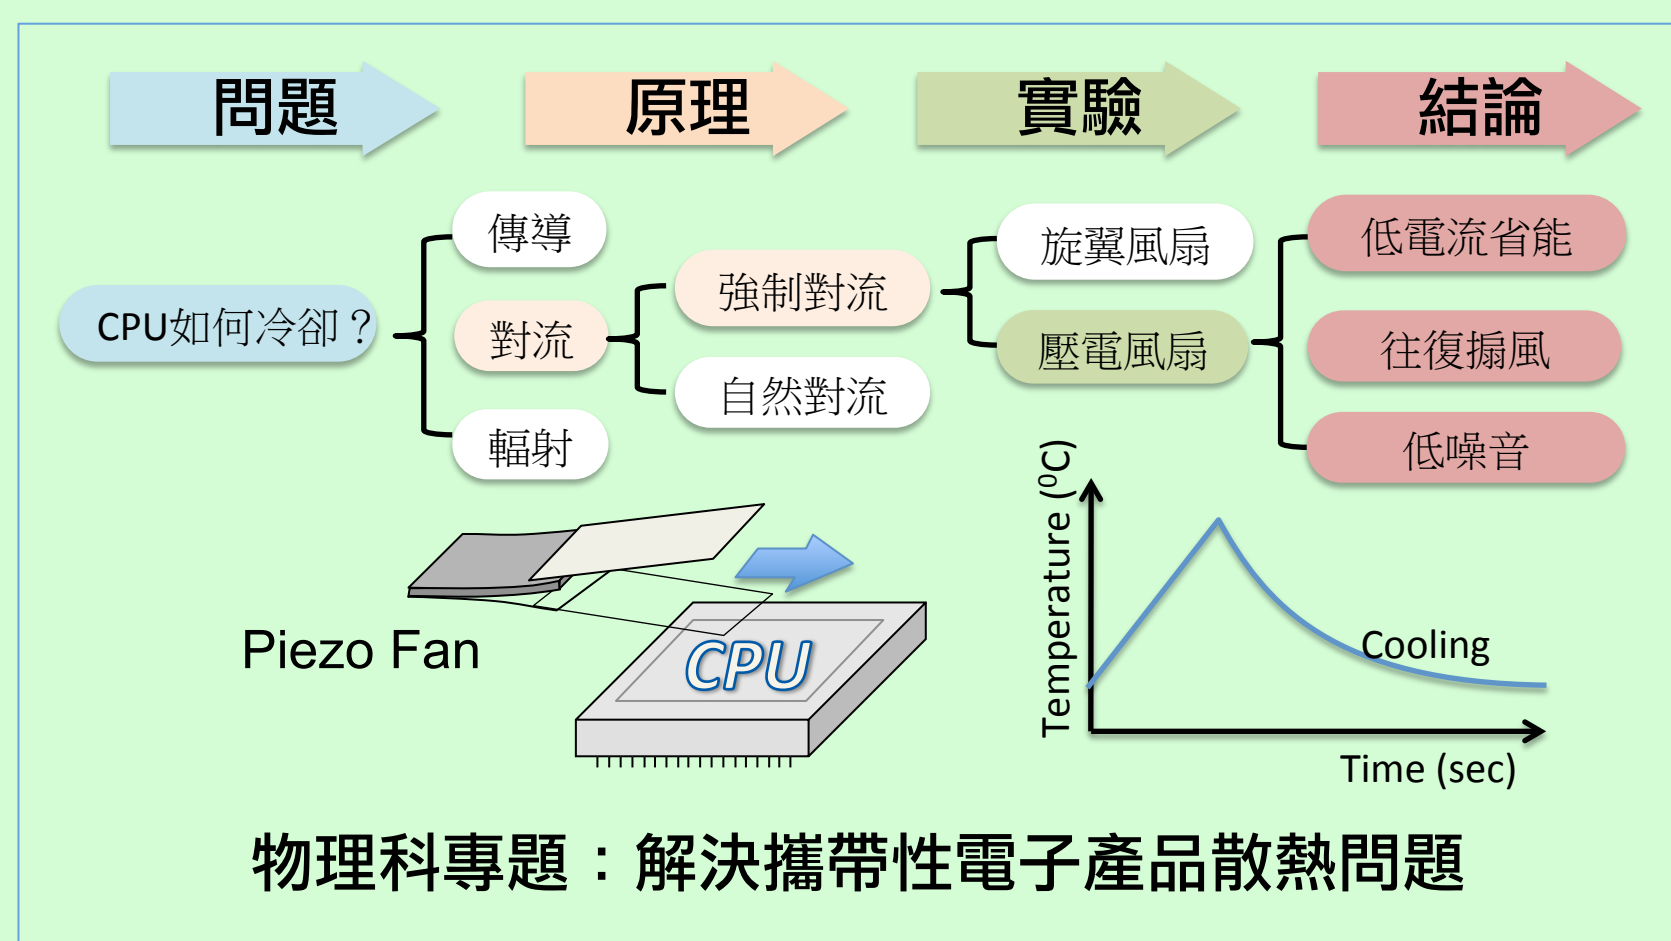 問題
原理
實驗
結論
CPU如何冷卻？
傳導
對流
輻射
強制對流
自然對流
旋翼風扇
壓電風扇
低電流省能
往復搧風
低噪音
Piezo Fan
CPU
Temperature (⁰C)
Cooling
Time (sec)
物理科專題：解決攜帶性電子產品散熱問題